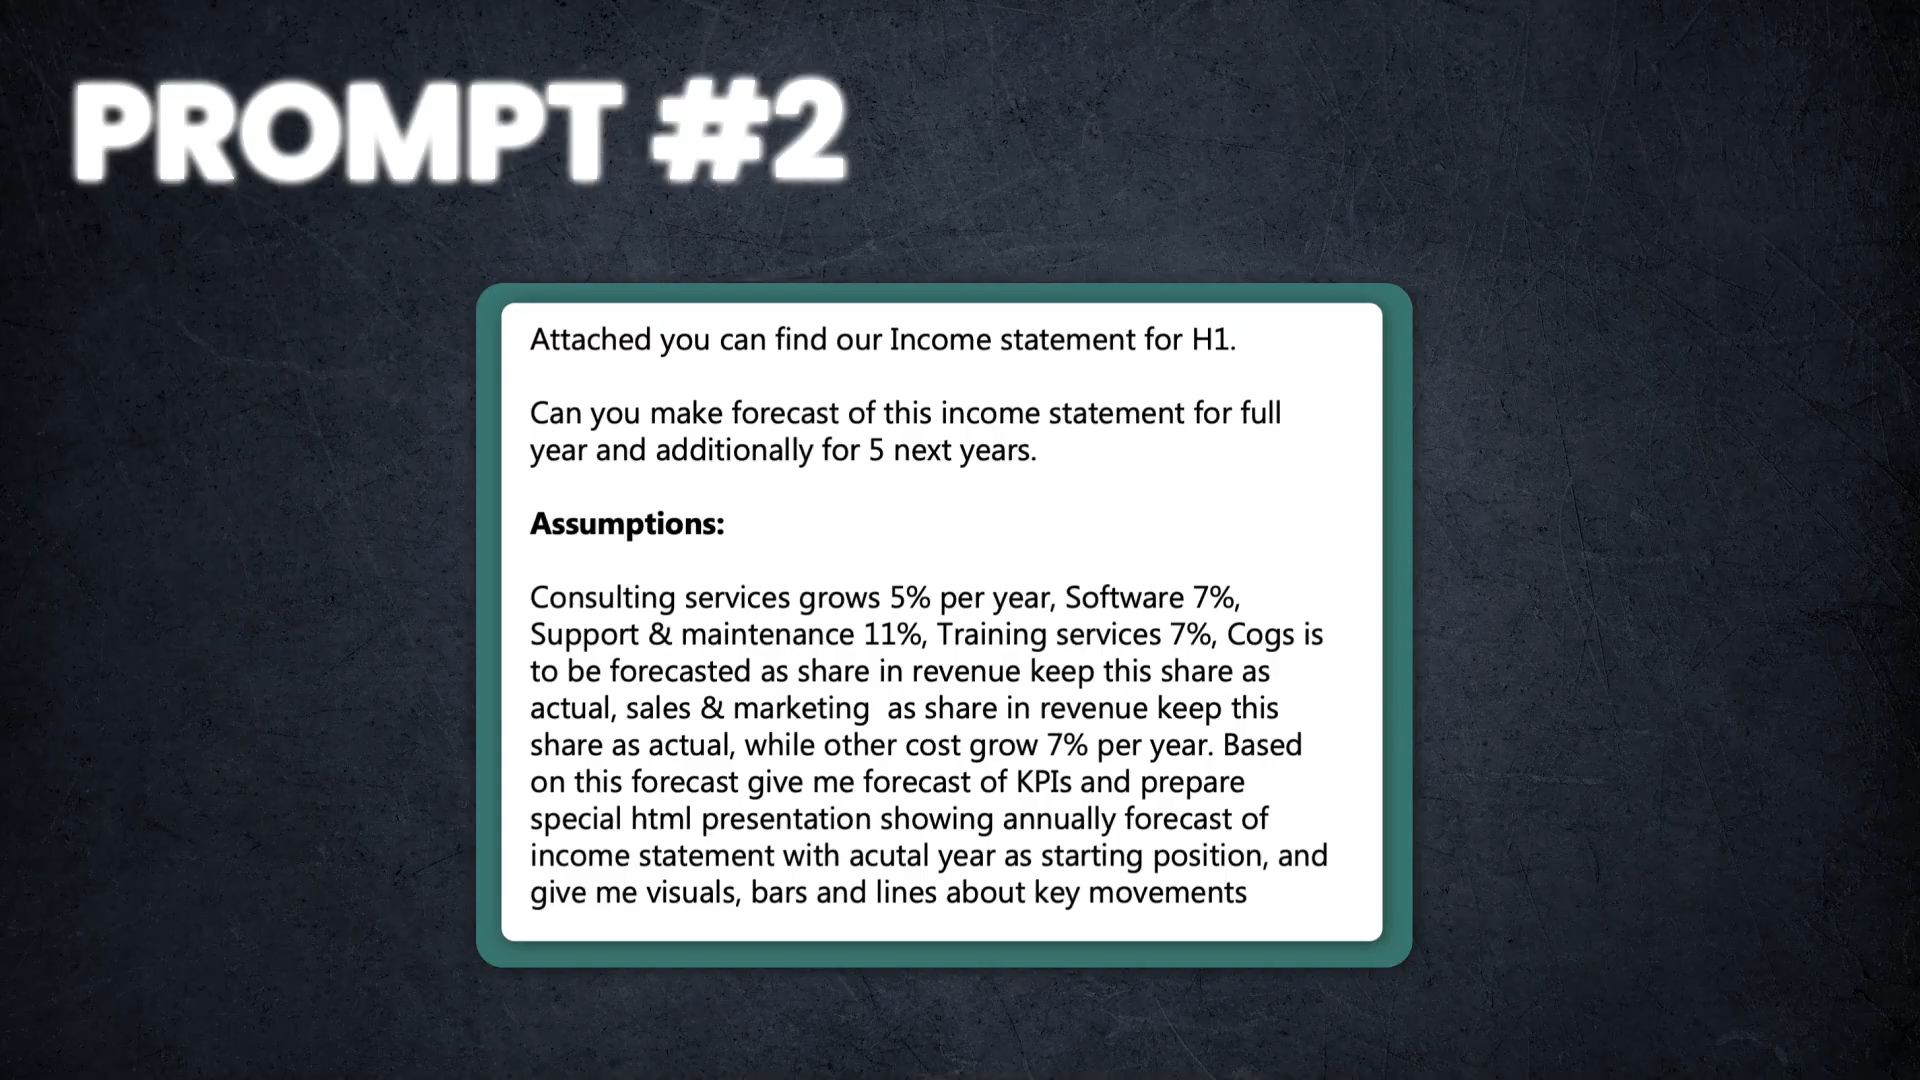 PROMPT #2
Attached you can find our Income statement for H1.
Can you make forecast of this income statement for full
year and additionally for 5 next years.
Assumptions:
Consulting services grows 5% per year, Software 7%,
Support & maintenance 11%, Training services 7%, Cogs is
to be forecasted as share in revenue keep this share as
actual, sales & marketing  as share in revenue keep this
share as actual, while other cost grow 7% per year. Based
on this forecast give me forecast of KPIs and prepare
special html presentation showing annually forecast of
income statement with acutal year as starting position, and
give me visuals, bars and lines about key movements